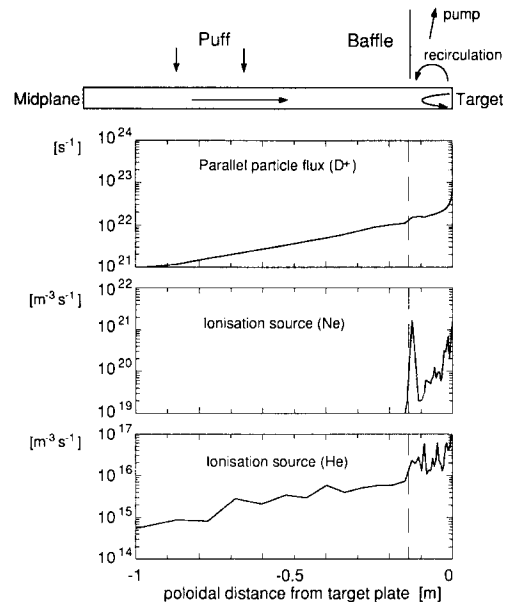 pump
Puff
Baffle
recirculation
Midplane
Target
[s⁻¹]
10²⁴
Parallel particle flux (D⁺)
10²³
10²²
10²¹
[m⁻³ s⁻¹]
10²²
Ionisation source (Ne)
10²¹
10²⁰
10¹⁹
[m⁻³ s⁻¹]
10¹⁷
Ionisation source (He)
10¹⁶
10¹⁵
10¹⁴
-1 -0.5 0
poloidal distance from target plate [m]